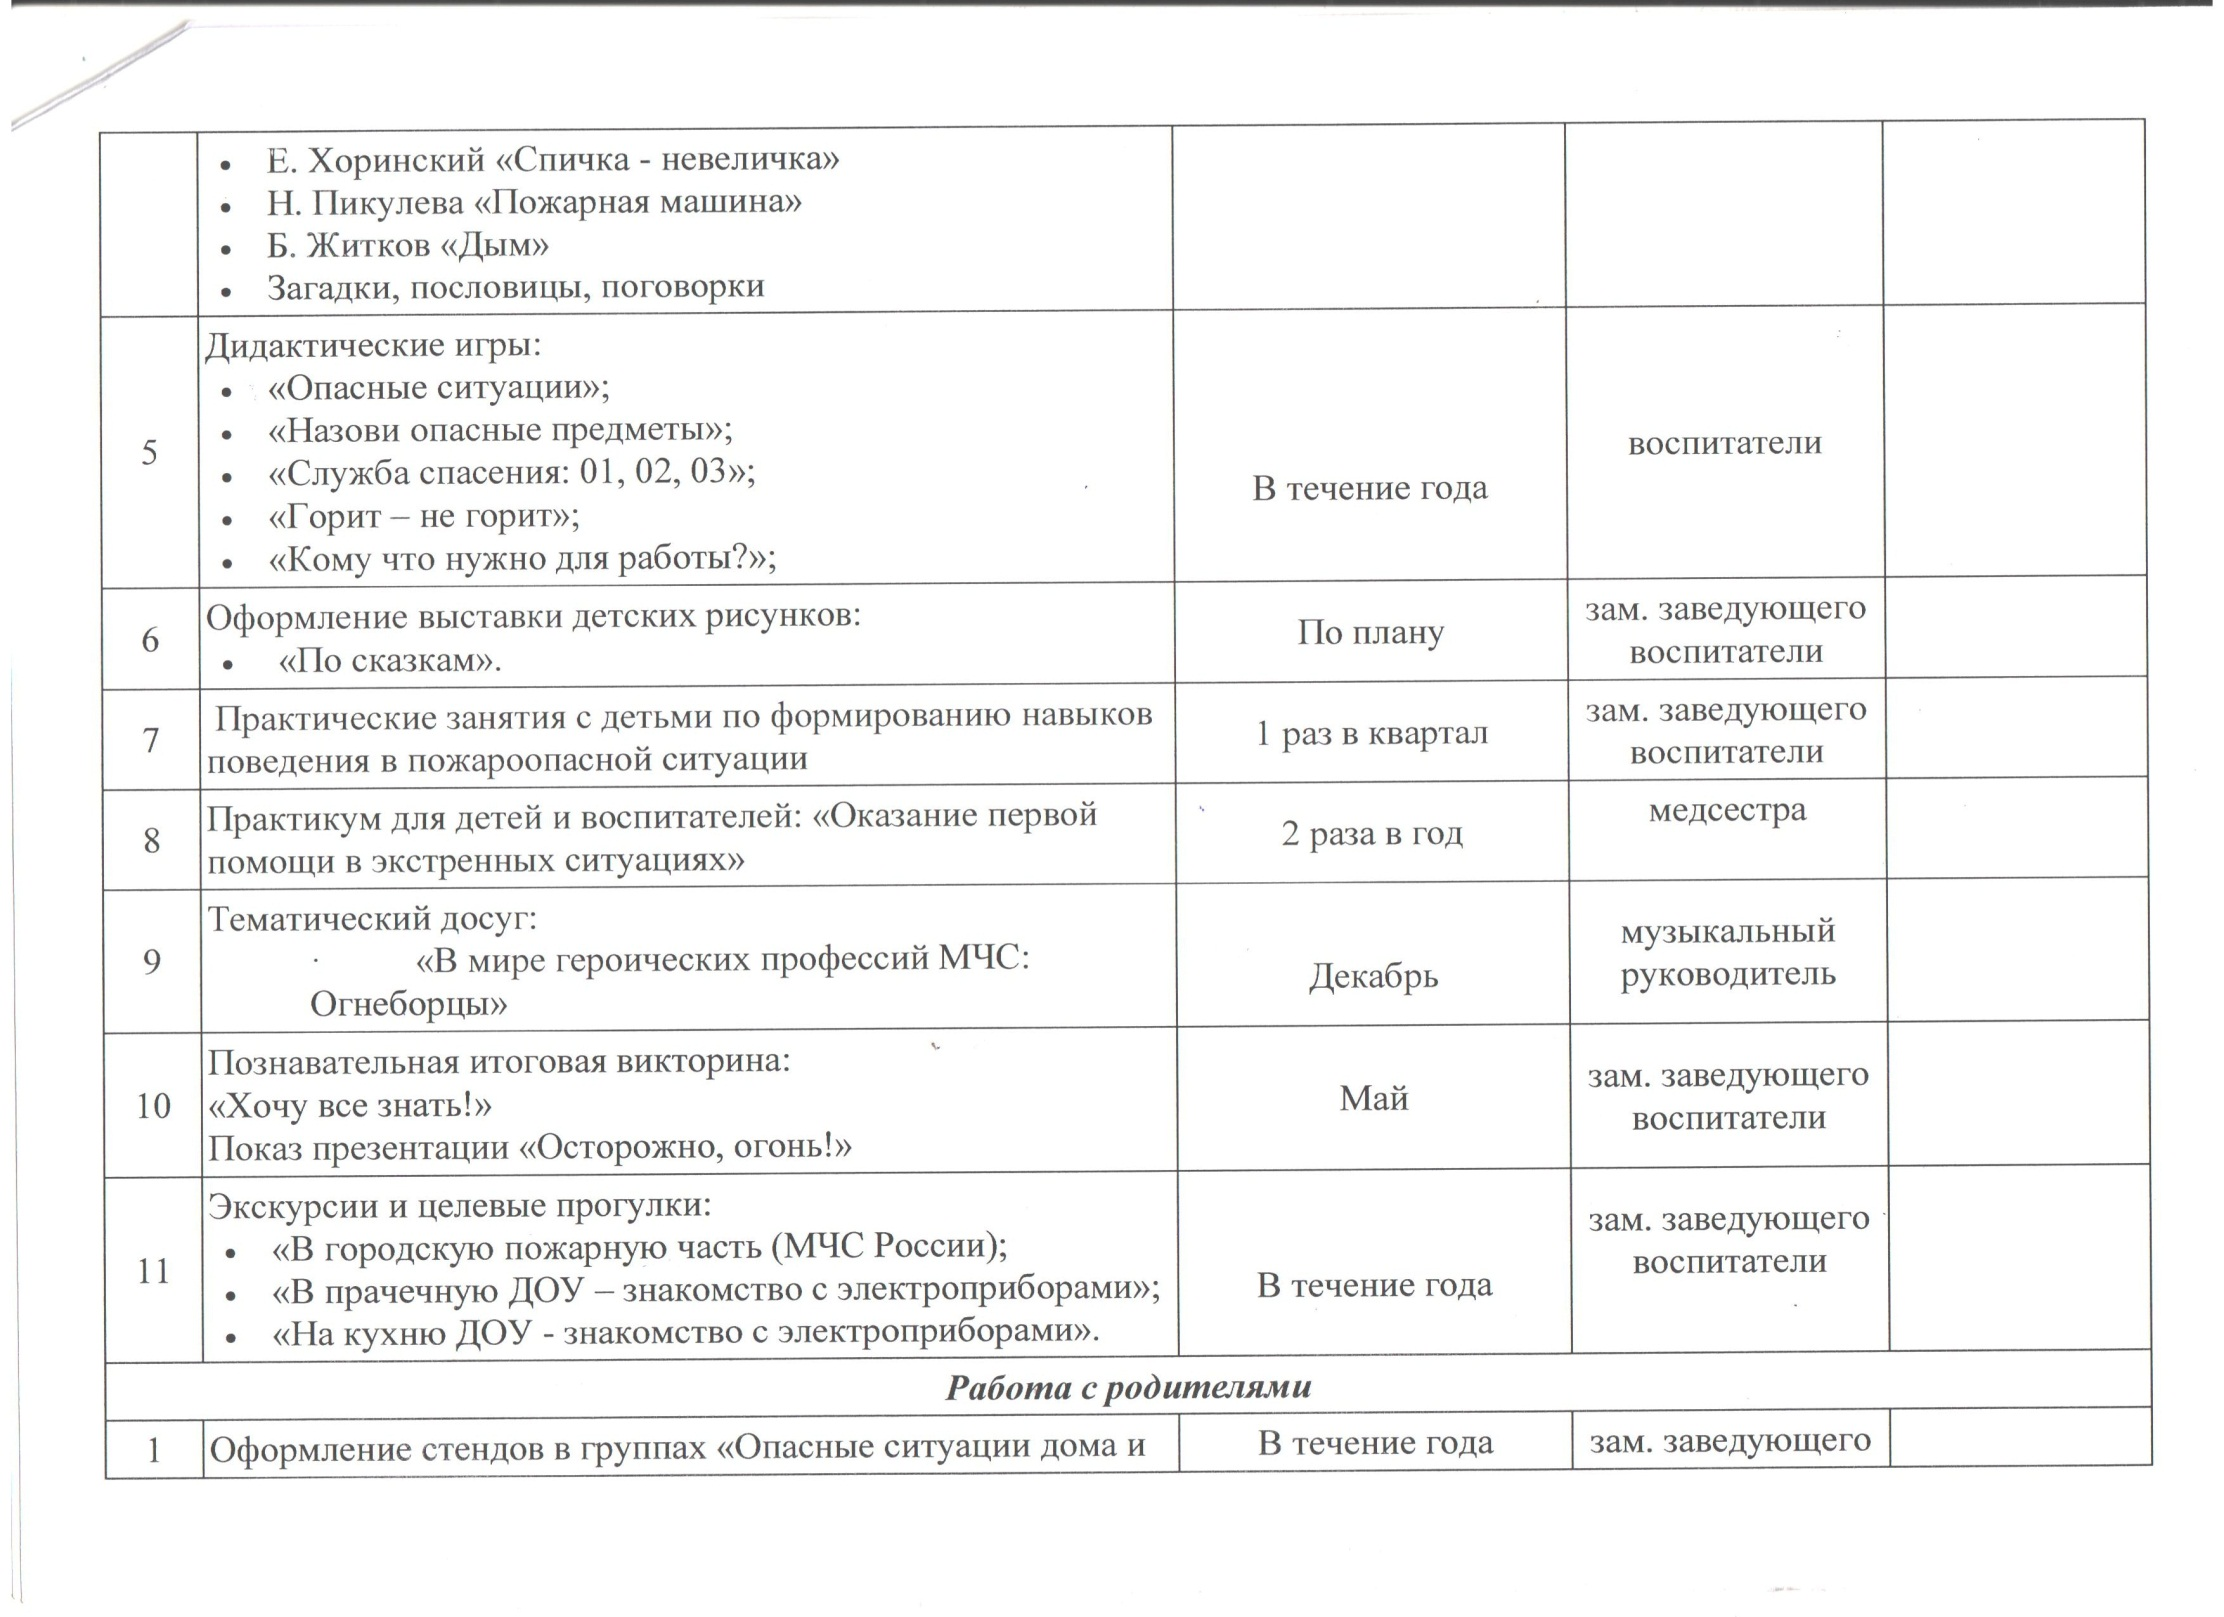 • Е. Хоринский «Спичка - невеличка»
• Н. Пикулева «Пожарная машина»
• Б. Житков «Дым»
• Загадки, пословицы, поговорки
5
Дидактические игры:
• «Опасные ситуации»;
• «Назови опасные предметы»;
• «Служба спасения: 01, 02, 03»;
• «Горит – не горит»;
• «Кому что нужно для работы?»;
В течение года
воспитатели
6
Оформление выставки детских рисунков:
• «По сказкам».
По плану
зам. заведующего
воспитатели
7
Практические занятия с детьми по формированию навыков
поведения в пожароопасной ситуации
1 раз в квартал
зам. заведующего
воспитатели
8
Практикум для детей и воспитателей: «Оказание первой
помощи в экстренных ситуациях»
2 раза в год
медсестра
9
Тематический досуг:
· «В мире героических профессий МЧС:
Огнеборцы»
Декабрь
музыкальный
руководитель
10
Познавательная итоговая викторина:
«Хочу все знать!»
Показ презентации «Осторожно, огонь!»
Май
зам. заведующего
воспитатели
11
Экскурсии и целевые прогулки:
• «В городскую пожарную часть (МЧС России);
• «В прачечную ДОУ – знакомство с электроприборами»;
• «На кухню ДОУ - знакомство с электроприборами».
В течение года
зам. заведующего
воспитатели
Работа с родителями
1
Оформление стендов в группах «Опасные ситуации дома и
В течение года
зам. заведующего